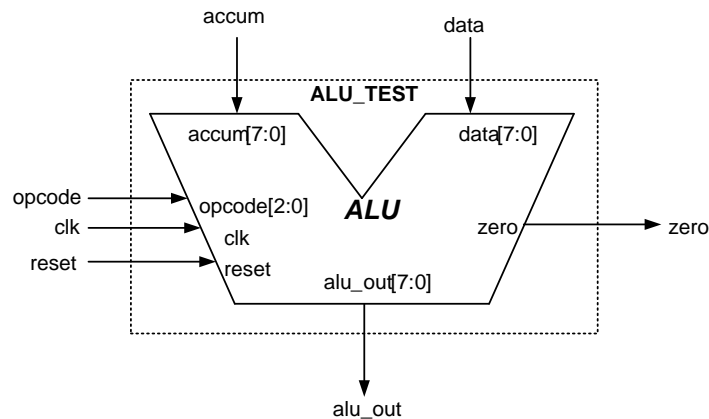 accum
data
ALU_TEST
accum[7:0]
data[7:0]
opcode
opcode[2:0]
ALU
clk
clk
zero
zero
reset
reset
alu_out[7:0]
alu_out